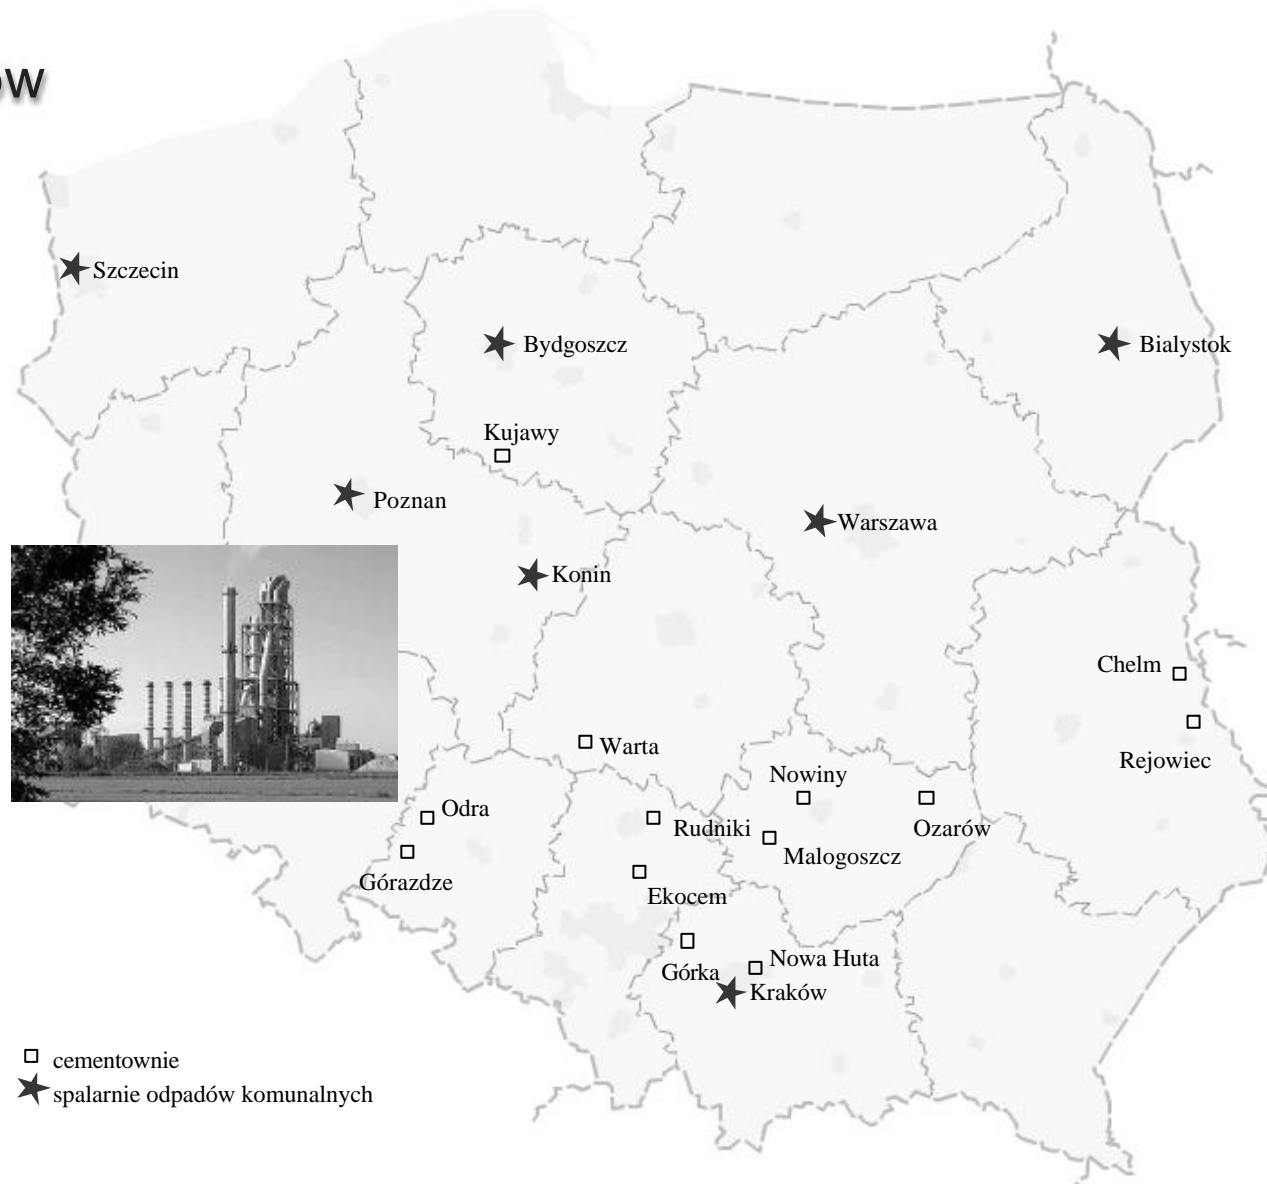 ów
Szczecin
Bydgoszcz
Bialystok
Kujawy
Poznan
Warszawa
Konin
Chelm
Rejowiec
Warta
Nowiny
Odra
Rudniki
Ozarów
Malogoszcz
Górazdze
Ekocem
Nowa Huta
Górka
Kraków
cementownie
spalarnie odpadów komunalnych